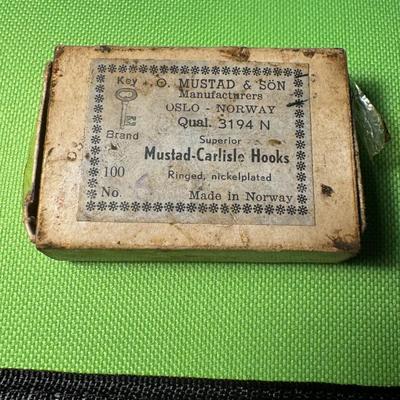 Key
O. MUSTAD & SÖN
Manufacturers
OSLO - NORWAY
Qual. 3194 N
Brand
Superior
Mustad-Carlisle Hooks
100
Ringed, nickelplated
No.
Made in Norway